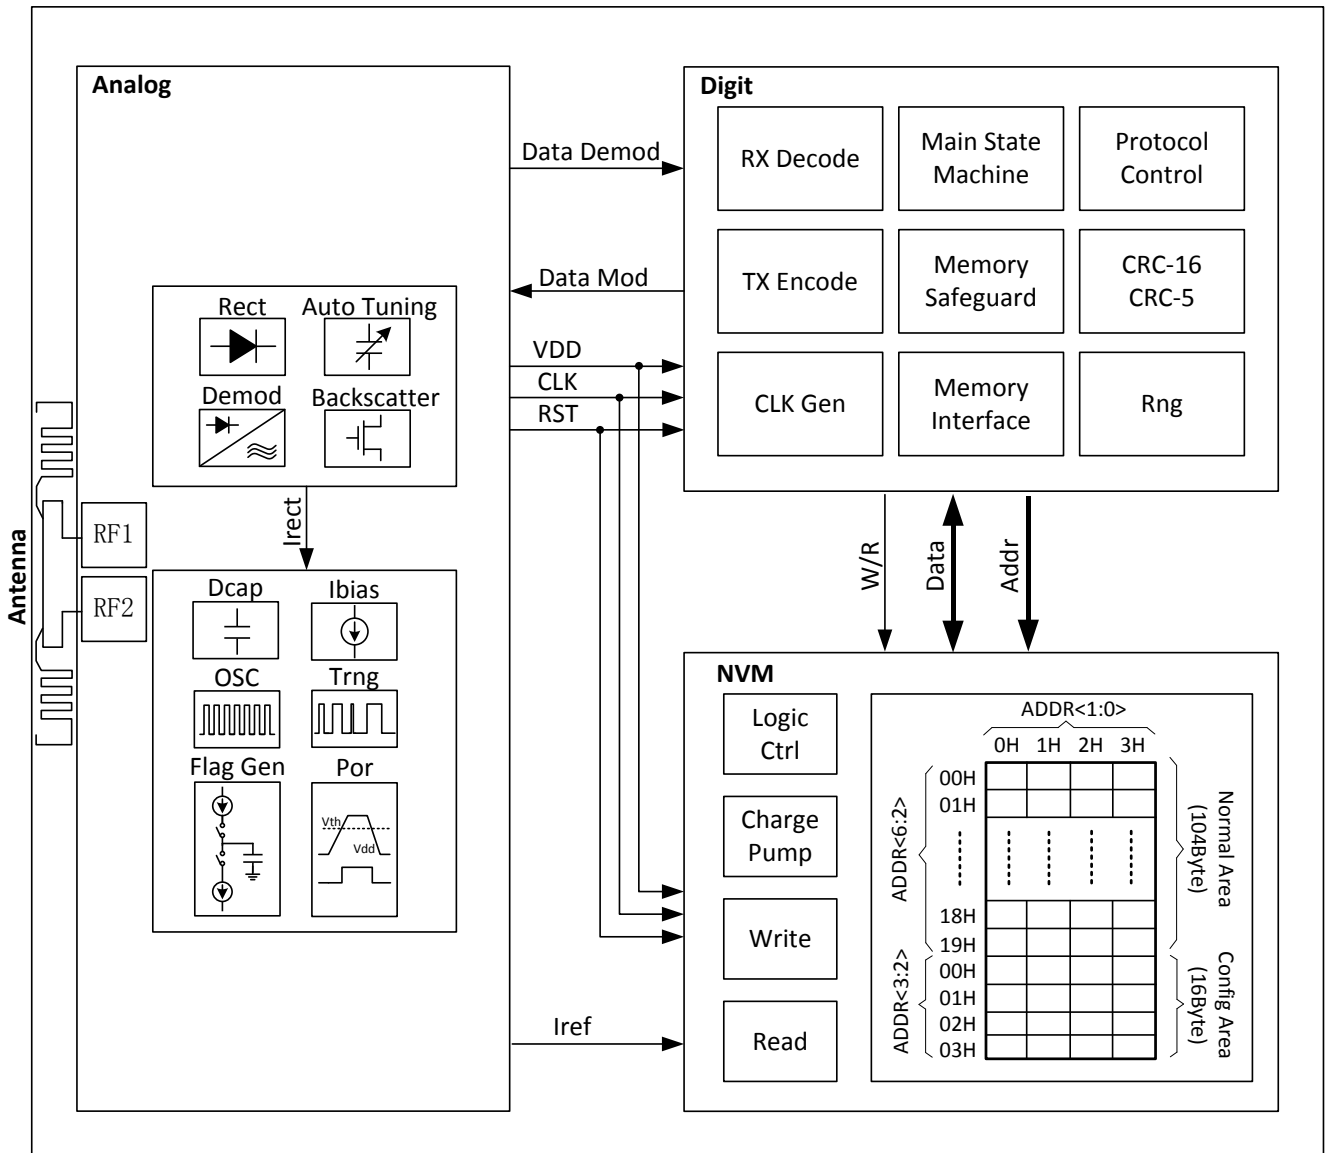 Analog
Rect
Auto Tuning
Demod
Backscatter
Irect
Antenna
RF1
RF2
Dcap
Ibias
OSC
Trng
Flag Gen
Por
Vth
Vdd
Data Demod
Data Mod
VDD
CLK
RST
Iref
Digit
RX Decode
Main State
Machine
Protocol
Control
TX Encode
Memory
Safeguard
CRC-16
CRC-5
CLK Gen
Memory
Interface
Rng
W/R
Data
Addr
NVM
Logic
Ctrl
Charge
Pump
Write
Read
ADDR<1:0>
0H 1H 2H 3H
ADDR<6:2>
00H
01H
18H
19H
Normal Area
(104Byte)
ADDR<3:2>
00H
01H
02H
03H
Config Area
(16Byte)